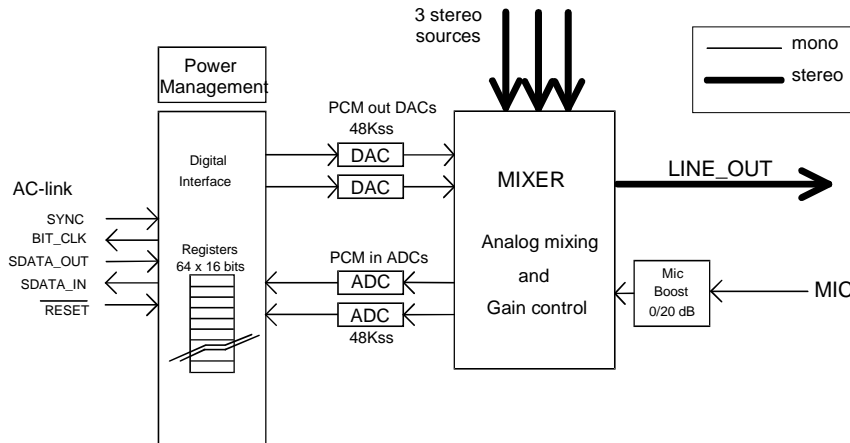 3 stereo
sources
mono
stereo
Power
Management
PCM out DACs
48Kss
DAC
DAC
Digital
Interface
MIXER
LINE_OUT
AC-link
SYNC
BIT_CLK
SDATA_OUT
SDATA_IN
RESET
Registers
64 x 16 bits
PCM in ADCs
ADC
ADC
48Kss
Analog mixing
and
Gain control
Mic
Boost
0/20 dB
MIC